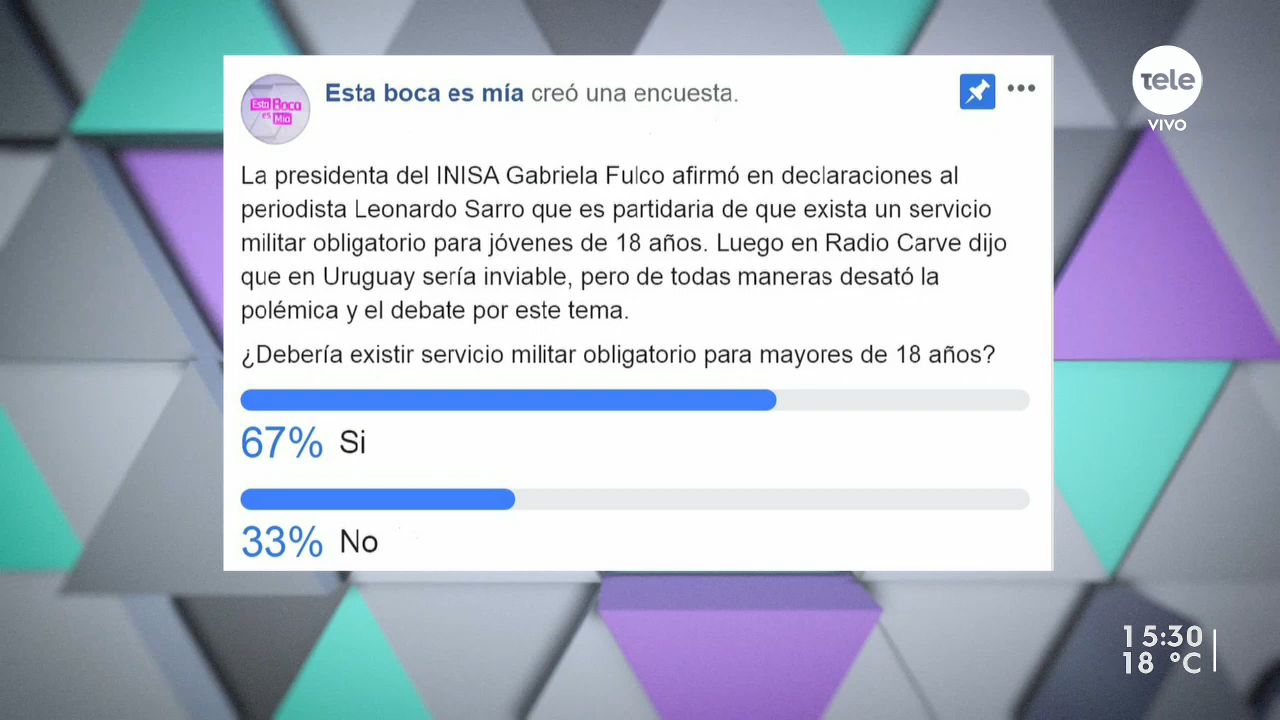 Esta boca es mía creó una encuesta.
Esta Boca
es Mía
tele
VIVO
La presidenta del INISA Gabriela Fulco afirmó en declaraciones al
periodista Leonardo Sarro que es partidaria de que exista un servicio
militar obligatorio para jóvenes de 18 años. Luego en Radio Carve dijo
que en Uruguay sería inviable, pero de todas maneras desató la
polémica y el debate por este tema.
¿Debería existir servicio militar obligatorio para mayores de 18 años?
67% Si
33% No
15:30
18 °C